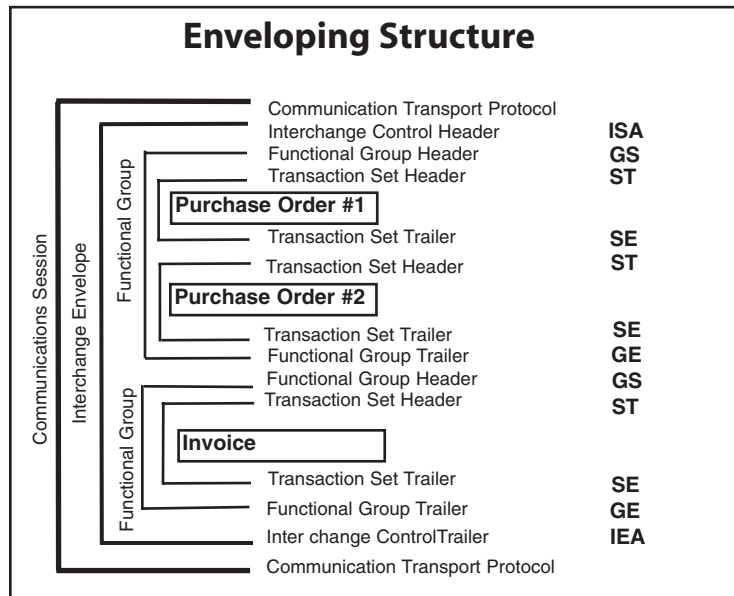 Enveloping Structure
Communication Transport Protocol
Interchange Control Header ISA
Functional Group Header GS
Transaction Set Header ST
Purchase Order #1
Transaction Set Trailer SE
Transaction Set Header ST
Purchase Order #2
Transaction Set Trailer SE
Functional Group Trailer GE
Functional Group Header GS
Transaction Set Header ST
Invoice
Transaction Set Trailer SE
Functional Group Trailer GE
Inter change ControlTrailer IEA
Communication Transport Protocol
Communications Session
Interchange Envelope
Functional Group
Functional Group